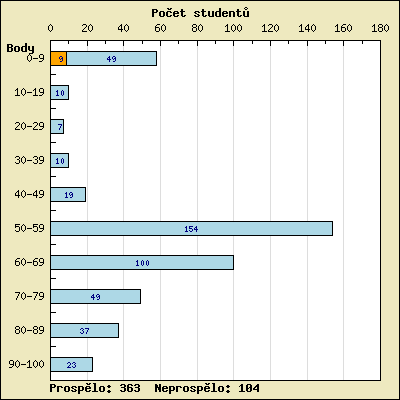 Počet studentů
0 20 40 60 80 100 120 140 160 180
Body
0-9 9 49
10-19 10
20-29 7
30-39 10
40-49 19
50-59 154
60-69 100
70-79 49
80-89 37
90-100 23
Prospělo: 363 Neprospělo: 104